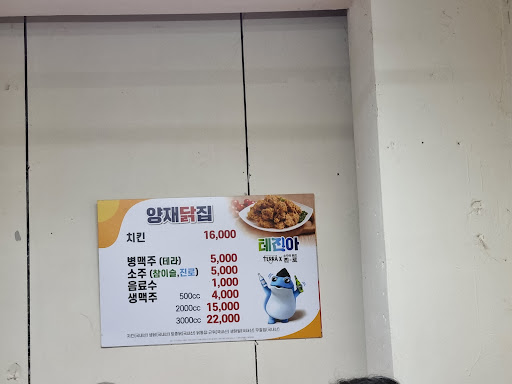 양재닭집
치킨 16,000
테진아
TERRA X
병맥주 (테라) 5,000
소주 (참이슬,진로) 5,000
음료수 1,000
생맥주 500cc 4,000
2000cc 15,000
3000cc 22,000